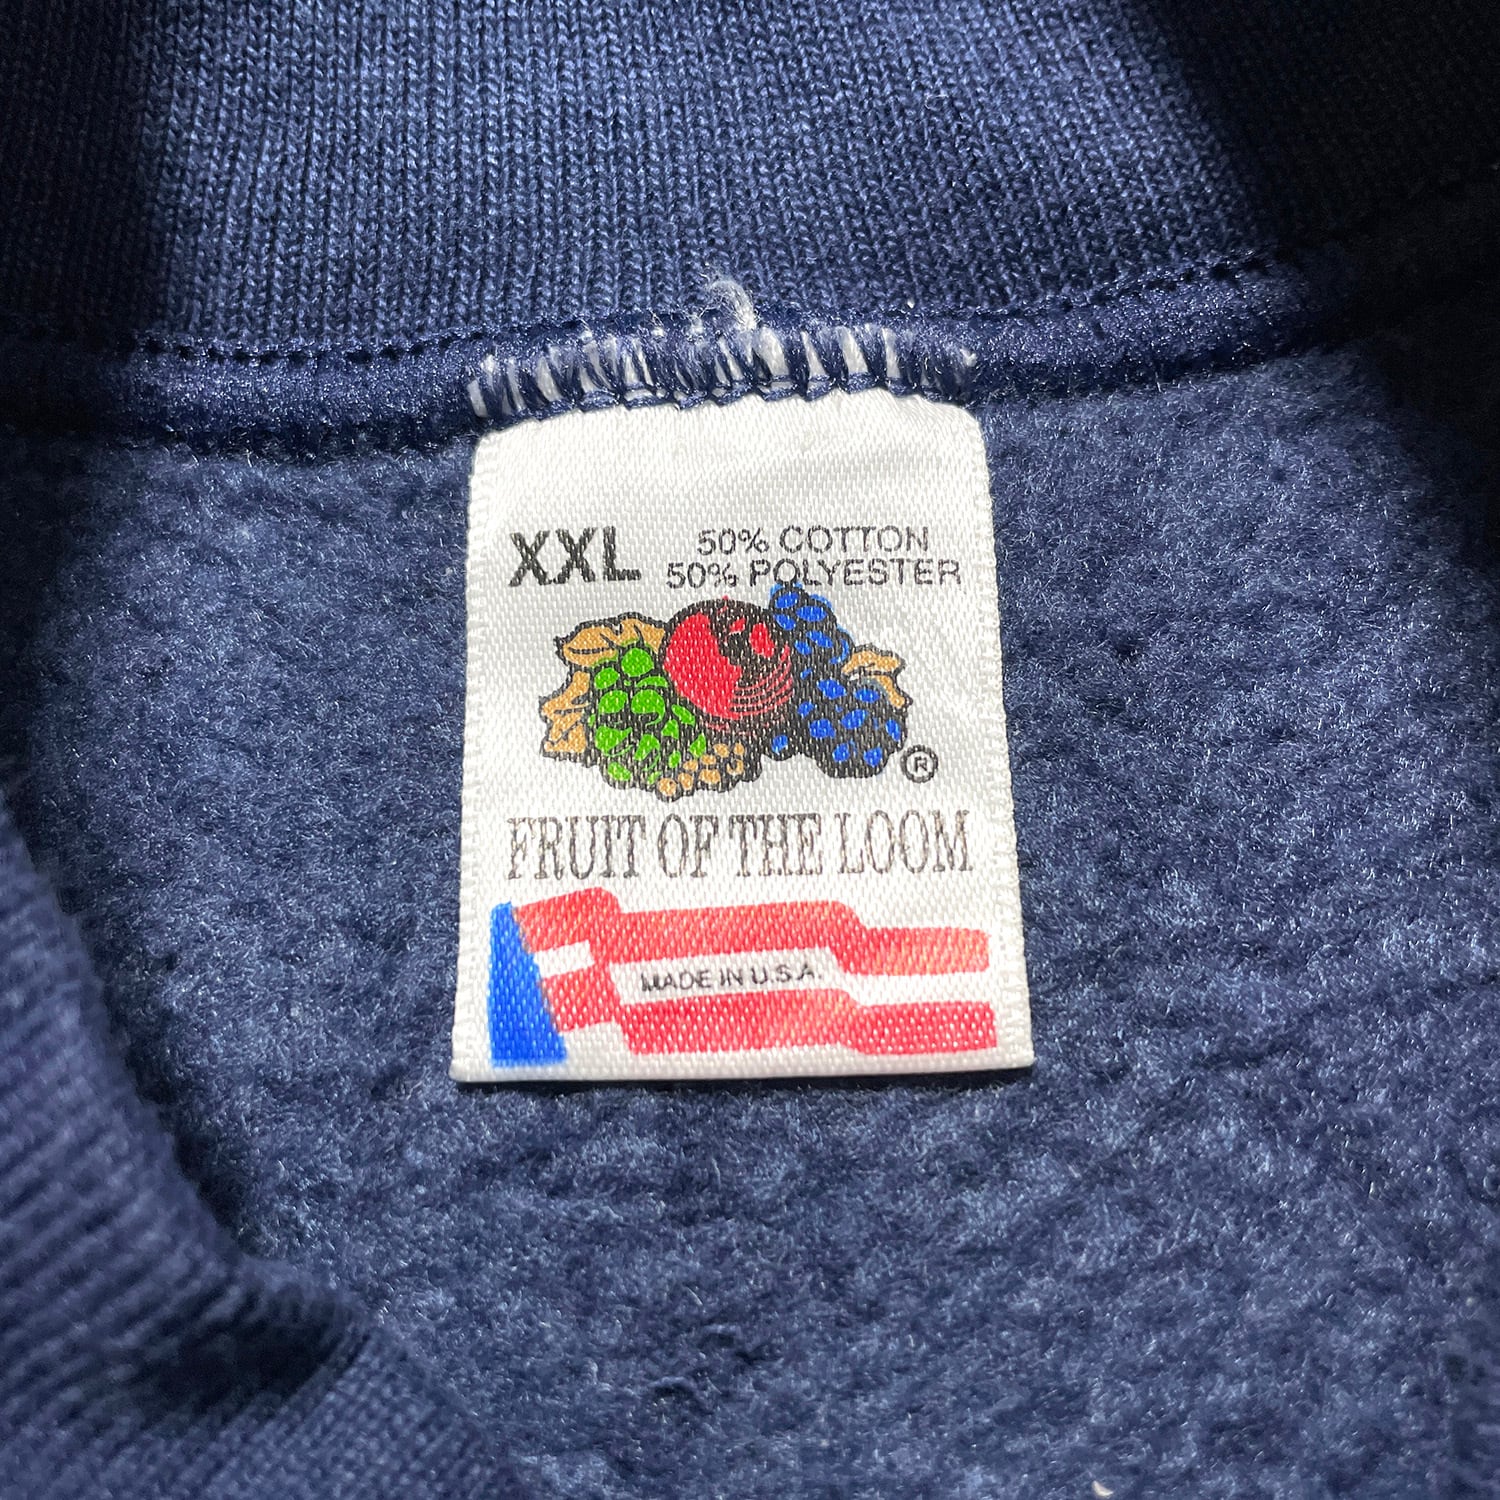 XXL 50% COTTON
50% POLYESTER
®
FRUIT OF THE LOOM
MADE IN U.S.A.